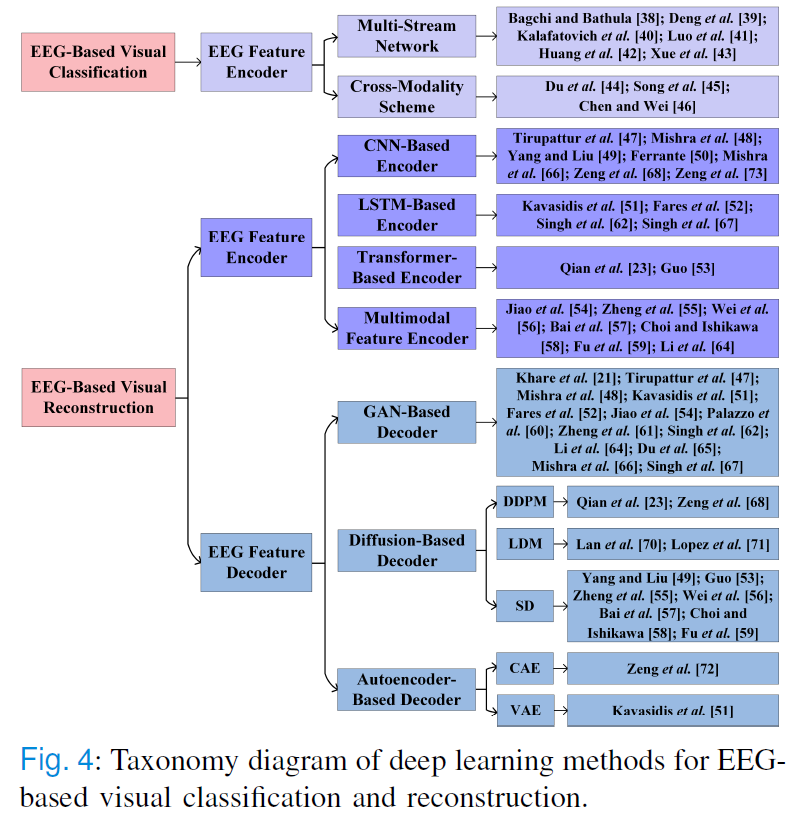 EEG-Based Visual
Classification
EEG Feature
Encoder
Multi-Stream
Network
Bagchi and Bathula [38]; Deng et al. [39];
Kalafatovich et al. [40]; Luo et al. [41];
Huang et al. [42]; Xue et al. [43]
Cross-Modality
Scheme
Du et al. [44]; Song et al. [45];
Chen and Wei [46]
EEG-Based Visual
Reconstruction
EEG Feature
Encoder
CNN-Based
Encoder
Tirupattur et al. [47]; Mishra et al. [48];
Yang and Liu [49]; Ferrante [50]; Mishra
et al. [66]; Zeng et al. [68]; Zeng et al. [73]
LSTM-Based
Encoder
Kavasidis et al. [51]; Fares et al. [52];
Singh et al. [62]; Singh et al. [67]
Transformer-
Based Encoder
Qian et al. [23]; Guo [53]
Multimodal
Feature Encoder
Jiao et al. [54]; Zheng et al. [55]; Wei et al.
[56]; Bai et al. [57]; Choi and Ishikawa
[58]; Fu et al. [59]; Li et al. [64]
EEG Feature
Decoder
GAN-Based
Decoder
Khare et al. [21]; Tirupattur et al. [47];
Mishra et al. [48]; Kavasidis et al. [51];
Fares et al. [52]; Jiao et al. [54]; Palazzo et
al. [60]; Zheng et al. [61]; Singh et al. [62];
Li et al. [64]; Du et al. [65];
Mishra et al. [66]; Singh et al. [67]
Diffusion-Based
Decoder
DDPM
Qian et al. [23]; Zeng et al. [68]
LDM
Lan et al. [70]; Lopez et al. [71]
SD
Yang and Liu [49]; Guo [53];
Zheng et al. [55]; Wei et al. [56];
Bai et al. [57]; Choi and
Ishikawa [58]; Fu et al. [59]
Autoencoder-
Based Decoder
CAE
Zeng et al. [72]
VAE
Kavasidis et al. [51]
Fig. 4: Taxonomy diagram of deep learning methods for EEG-
based visual classification and reconstruction.